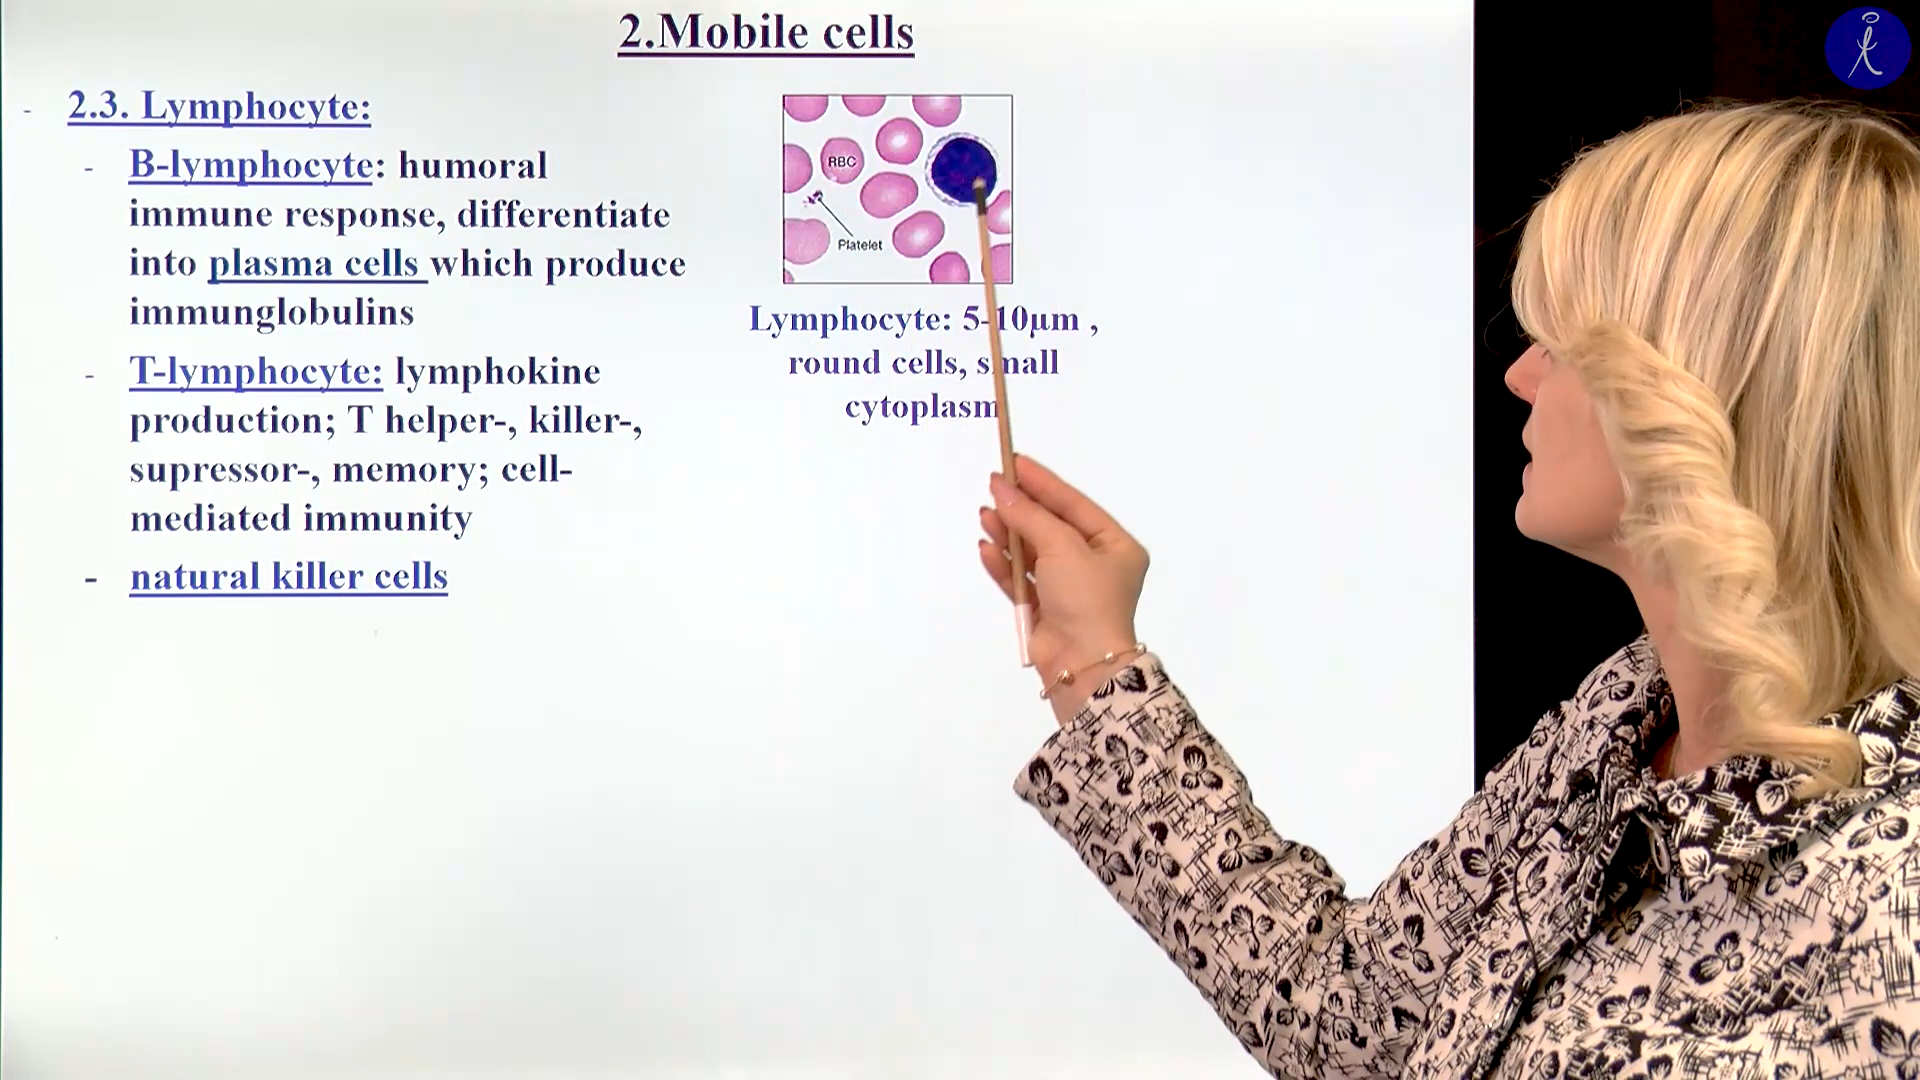 2.Mobile cells
- 2.3. Lymphocyte:
- B-lymphocyte: humoral
immune response, differentiate
into plasma cells which produce
immunglobulins
- T-lymphocyte: lymphokine
production; T helper-, killer-,
supressor-, memory; cell-
mediated immunity
- natural killer cells
RBC
Platelet
Lymphocyte: 5-10µm ,
round cells, small
cytoplasm